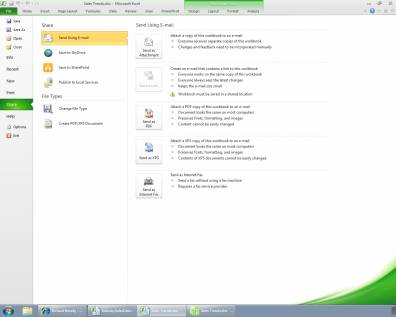 Sales Trends.xlsx - Microsoft Excel
File Home Insert Page Layout Formulas Data Review View PowerPivot Design Layout Format Analyze
Save
Save As
Open
Close
Info
Recent
New
Print
Share
Help
Options
Exit
Share
Send Using E-mail
Save to SkyDrive
Save to SharePoint
Publish to Excel Services
File Types
Change File Type
Create PDF/XPS Document
Send Using E-mail
Send as
Attachment
Attach a copy of this workbook to an e-mail
Everyone receives separate copies of this workbook
Changes and feedback need to be incorporated manually
Create an e-mail that contains a link to this workbook
Everyone works on the same copy of this workbook
Everyone always sees the latest changes
Keeps the e-mail size small
Workbook must be saved in a shared location
Send as
PDF
Attach a PDF copy of this workbook to an e-mail
Document looks the same on most computers
Preserves fonts, formatting, and images
Content cannot be easily changed
Send as XPS
Attach a XPS copy of this workbook to an e-mail
Document looks the same on most computers
Preserves fonts, formatting, and images
Contents of XPS documents cannot be easily changed
Send as
Internet Fax
Send as Internet Fax
Send a fax without using a fax machine
Requires a fax service provider
Sales Trends.xlsx Sales Trends.xlsx